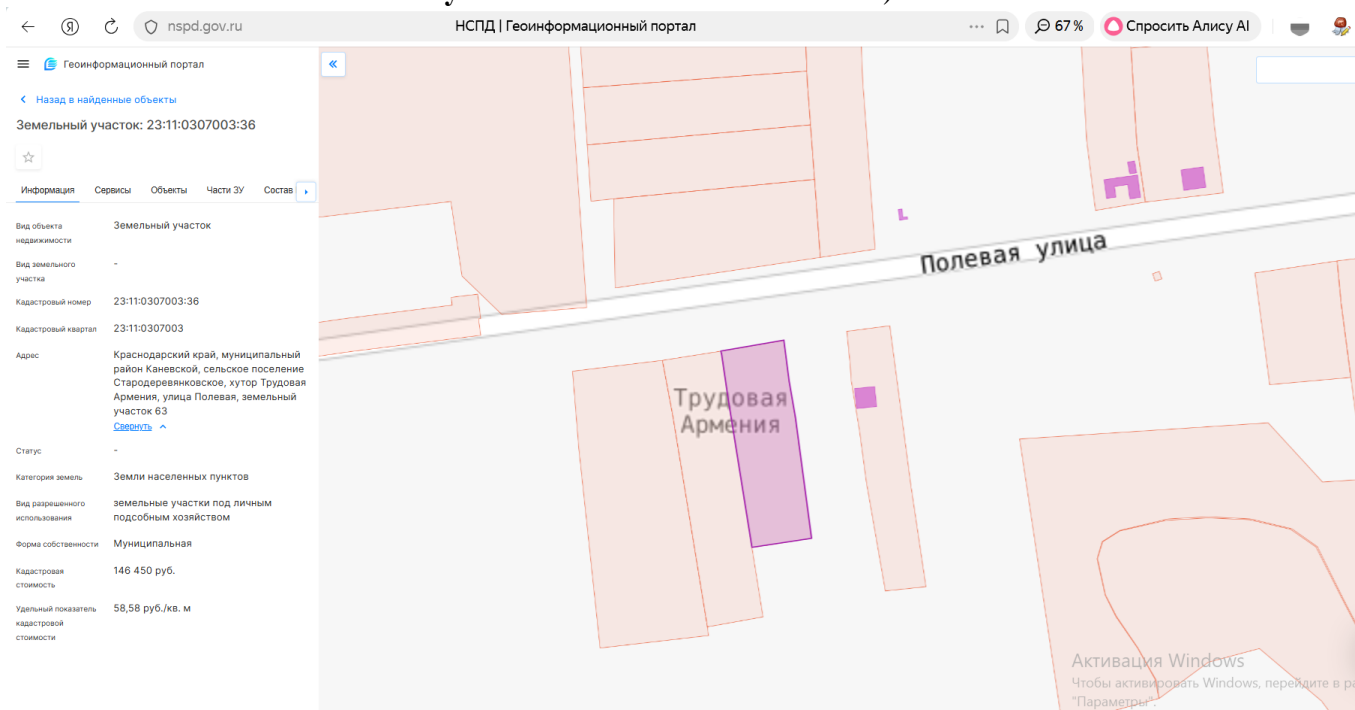 nspd.gov.ru
НСПД | Геоинформационный портал
67 %
Спросить Алису AI
Геоинформационный портал
Назад в найденные объекты
Земельный участок: 23:11:0307003:36
Информация Сервисы Объекты Части ЗУ Состав
Вид объекта недвижимости
Земельный участок
Вид земельного участка
-
Кадастровый номер
23:11:0307003:36
Кадастровый квартал
23:11:0307003
Адрес
Краснодарский край, муниципальный
район Каневской, сельское поселение
Стародеревянковское, хутор Трудовая
Армения, улица Полевая, земельный
участок 63
Свернуть
Статус
-
Категория земель
Земли населенных пунктов
Вид разрешенного
использования
земельные участки под личным
подсобным хозяйством
Форма собственности
Муниципальная
Кадастровая
стоимость
146 450 руб.
Удельный показатель
кадастровой
стоимости
58,58 руб./кв. м
Полевая улица
Трудовая
Армения
Активация Windows
Чтобы активировать Windows, перейдите в
"Параметры".